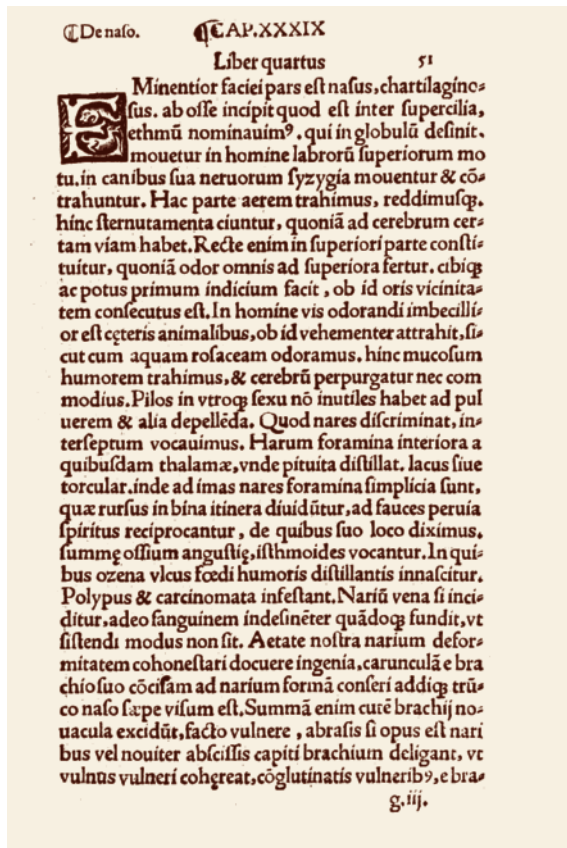 ℄De naso. ℄CAP.XXXIX
Liber quartus 51
EMinentior faciei pars est nasus, chartilagino⸗
sus. ab osse incipit quod est inter supercilia,
ethmū nominauim⁹. qui in globulū desinit.
mouetur in homine labrorū superiorum mo
tu.in canibus sua neruorum syzygia mouentur & cō⸗
trahuntur. Hac parte aerem trahimus, reddimusqꝫ.
hinc sternutamenta ciuntur, quoniā ad cerebrum cer⸗
tam viam habet. Recte enim in superiori parte consti⸗
tuitur, quoniā odor omnis ad superiora fertur. cibiqꝫ
ac potus primum indicium facit, ob id oris vicinita⸗
tem consecutus est. In homine vis odorandi imbecilli⸗
or est cęteris animalibus, ob id vehementer attrahit, si⸗
cut cum aquam rosaceam odoramus. hinc mucosum
humorem trahimus, & cerebrū perpurgatur nec com
modius. Pilos in vtroqꝫ sexu nō inutiles habet ad pul
uerem & alia depellēda. Quod nares discriminat, in⸗
terseptum vocauimus. Harum foramina interiora a
quibusdam thalamæ, vnde pituita distillat. lacus siue
torcular. inde ad imas nares foramina simplicia sunt,
quæ rursus in bina itinera diuidūtur, ad fauces peruia
spiritus reciprocantur, de quibus suo loco diximus.
summę ossium angustię, isthmoides vocantur. In qui⸗
bus ozena vlcus fœdi humoris distillantis innascitur.
Polypus & carcinomata infestant. Nariū vena si inci⸗
ditur, adeo sanguinem indesinēter quādoqꝫ fundit, vt
sistendi modus non sit. Aetate nostra narium defor⸗
mitatem cohonestari docuere ingenia, carunculā e bra
chio suo cōcisam ad narium formā conseri addiqꝫ trū⸗
co naso sæpe visum est. Summā enim cutē brachij no⸗
uacula excidūt, facto vulnere, abrasis si opus est nari
bus vel nouiter abscissis capiti brachium deligant, vt
vulnus vulneri cohęreat, cōglutinatis vulnerib⁹, e bra⸗
g.iij.